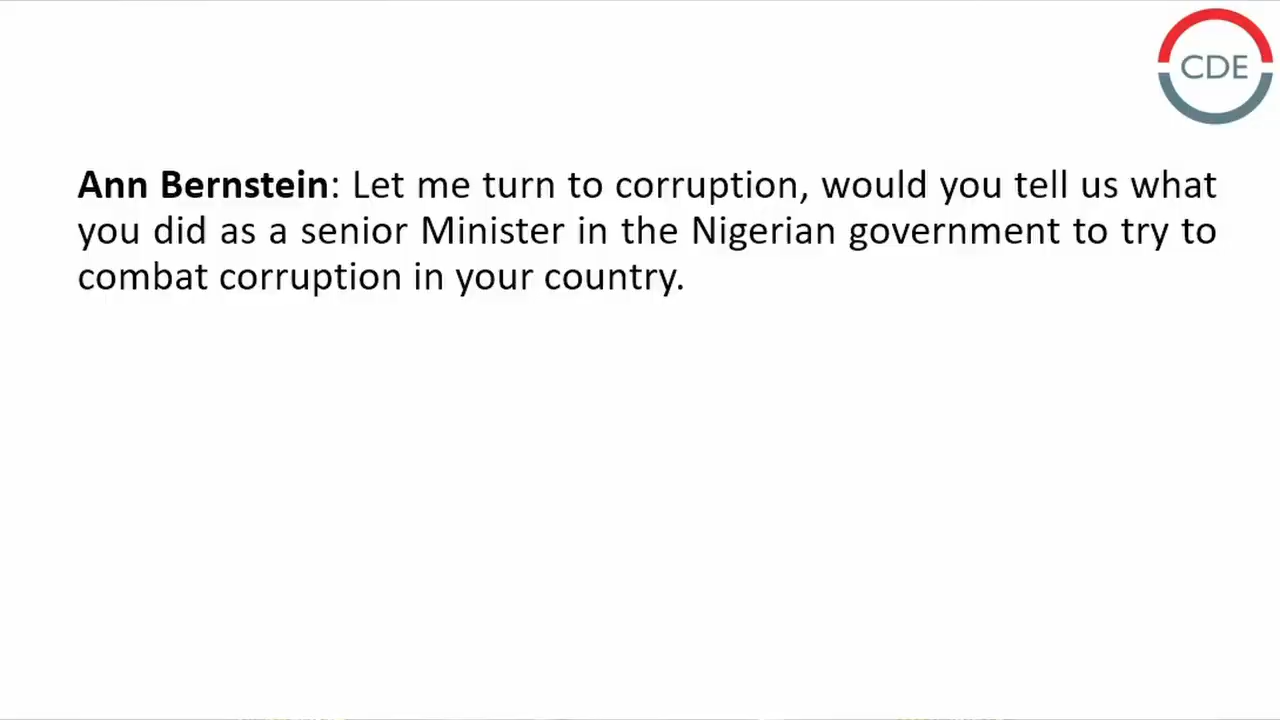 CDE
Ann Bernstein: Let me turn to corruption, would you tell us what
you did as a senior Minister in the Nigerian government to try to
combat corruption in your country.